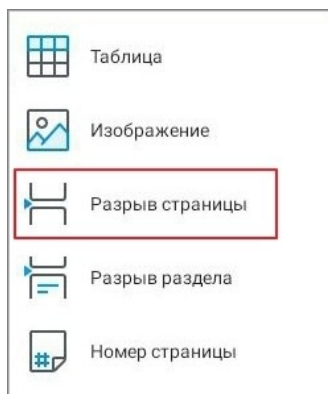 Таблица
Изображение
Разрыв страницы
Разрыв раздела
Номер страницы